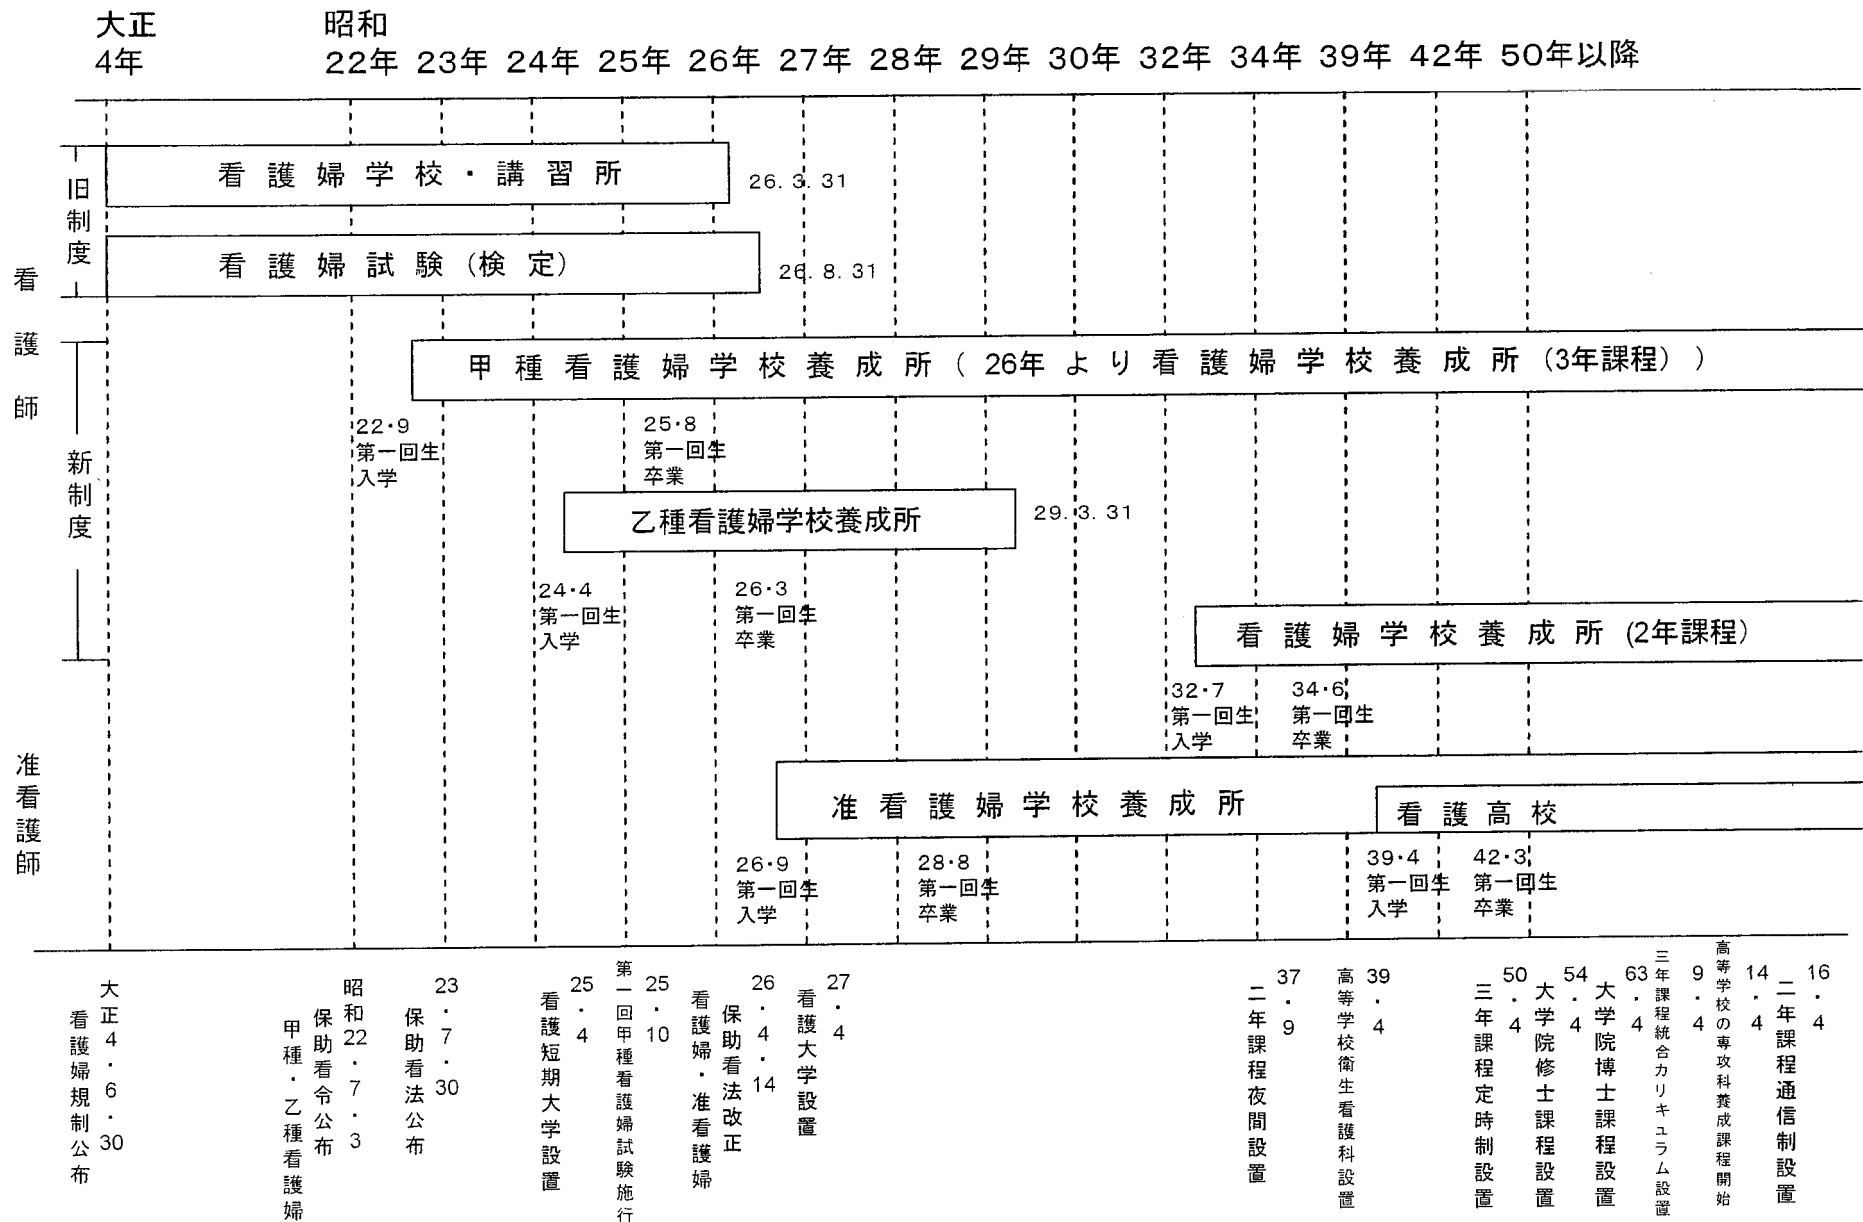 大正
4年
昭和
22年 23年 24年 25年 26年 27年 28年 29年 30年 32年 34年 39年 42年 50年以降
看護師
旧制度
看護婦学校・講習所
26.3.31
看護婦試験(検定)
26.8.31
新制度
甲種看護婦学校養成所(26年より看護婦学校養成所(3年課程))
22・9
第一回生
入学
25・8
第一回生
卒業
乙種看護婦学校養成所
29.3.31
24・4
第一回生
入学
26・3
第一回生
卒業
看護婦学校養成所(2年課程)
32・7
第一回生
入学
34・6
第一回生
卒業
准看護師
准看護婦学校養成所
看護高校
26・9
第一回生
入学
28・8
第一回生
卒業
39・4
第一回生
入学
42・3
第一回生
卒業
大正4・6・30
看護婦規制公布
昭和22・7・3
保助看令公布
甲種・乙種看護婦
23・7・30
保助看法公布
25・4
看護短期大学設置
25・10
第一回甲種看護婦試験施行
26・4・14
保助看法改正
看護婦・准看護婦
27・4
看護大学設置
37・9
二年課程夜間設置
39・4
高等学校衛生看護科設置
50・4
三年課程定時制設置
54・4
大学院修士課程設置
63・4
大学院博士課程設置
9・4
三年課程統合カリキュラム設置
14・4
高等学校の専攻科養成課程開始
16・4
二年課程通信制設置